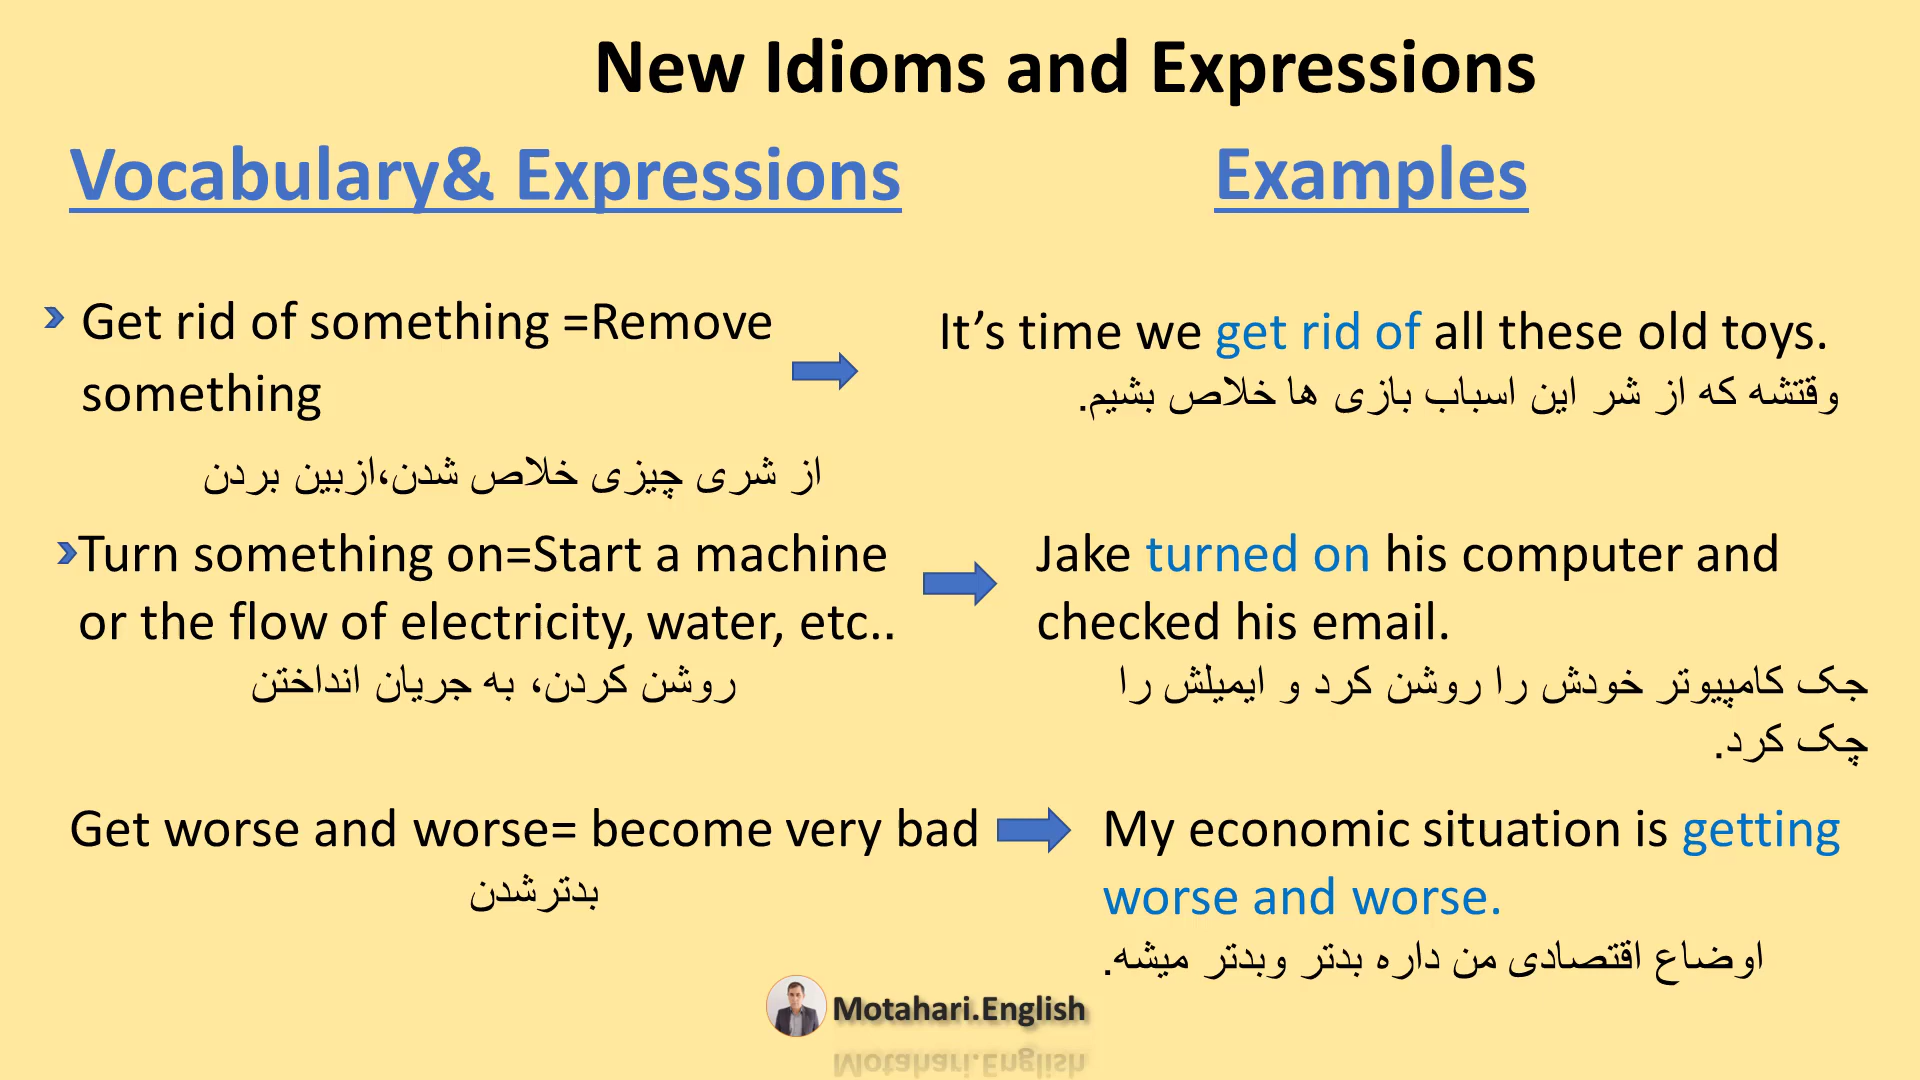 New Idioms and Expressions
Vocabulary& Expressions
Examples
Get rid of something =Remove
something
از شری چیزی خلاص شدن،ازبین بردن
It’s time we get rid of all these old toys.
وقتشه که از شر این اسباب بازی ها خلاص بشیم.
Turn something on=Start a machine
or the flow of electricity, water, etc..
روشن کردن، به جریان انداختن
Jake turned on his computer and
checked his email.
جک کامپیوتر خودش را روشن کرد و ایمیلش را
چک کرد.
Get worse and worse= become very bad
بدترشدن
My economic situation is getting
worse and worse.
اوضاع اقتصادی من داره بدتر وبدتر میشه.
Motahari.English